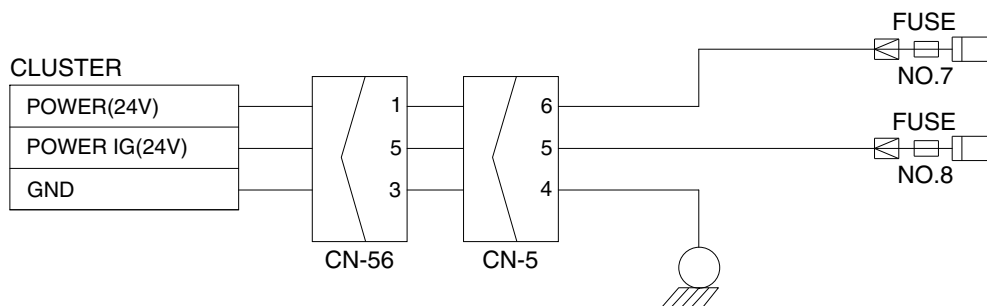 FUSE
NO.7
CLUSTER
POWER(24V) 1 6
FUSE
POWER IG(24V) 5 5
NO.8
GND 3 4
CN-56 CN-5